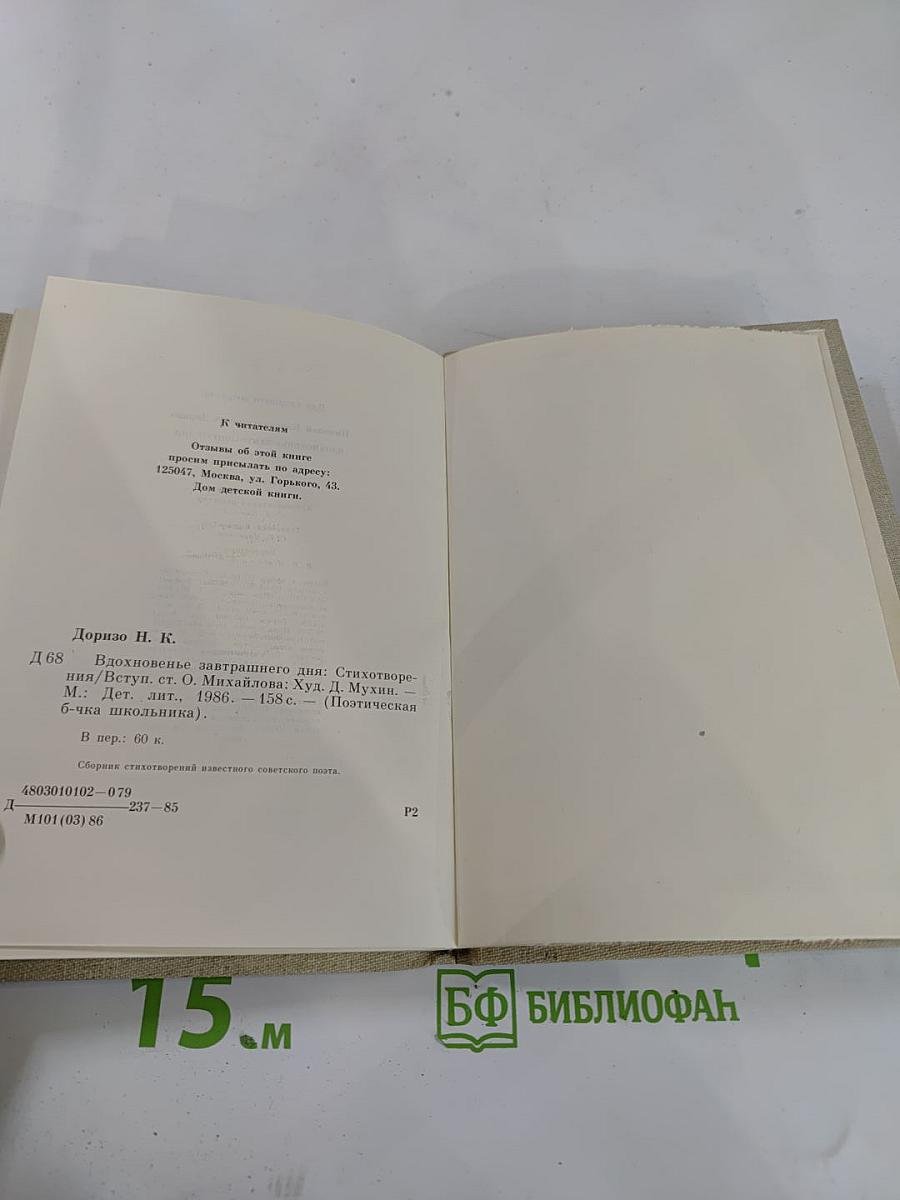 К читателям
Отзывы об этой книге
просим присылать по адресу:
125047, Москва, ул. Горького, 43.
Дом детской книги.
Доризо Н. К.
Д 68 Вдохновенье завтрашнего дня: Стихотворе-
ния/Вступ. ст. О. Михайлова; Худ. Д. Мухин. —
М.: Дет. лит., 1986. — 158 с. — (Поэтическая
б-чка школьника).
В пер.: 60 к.
Сборник стихотворений известного советского поэта.
4803010102—079
Д———237—85
М101(03)86
Р2
15 см
БФ БИБЛИОФАН